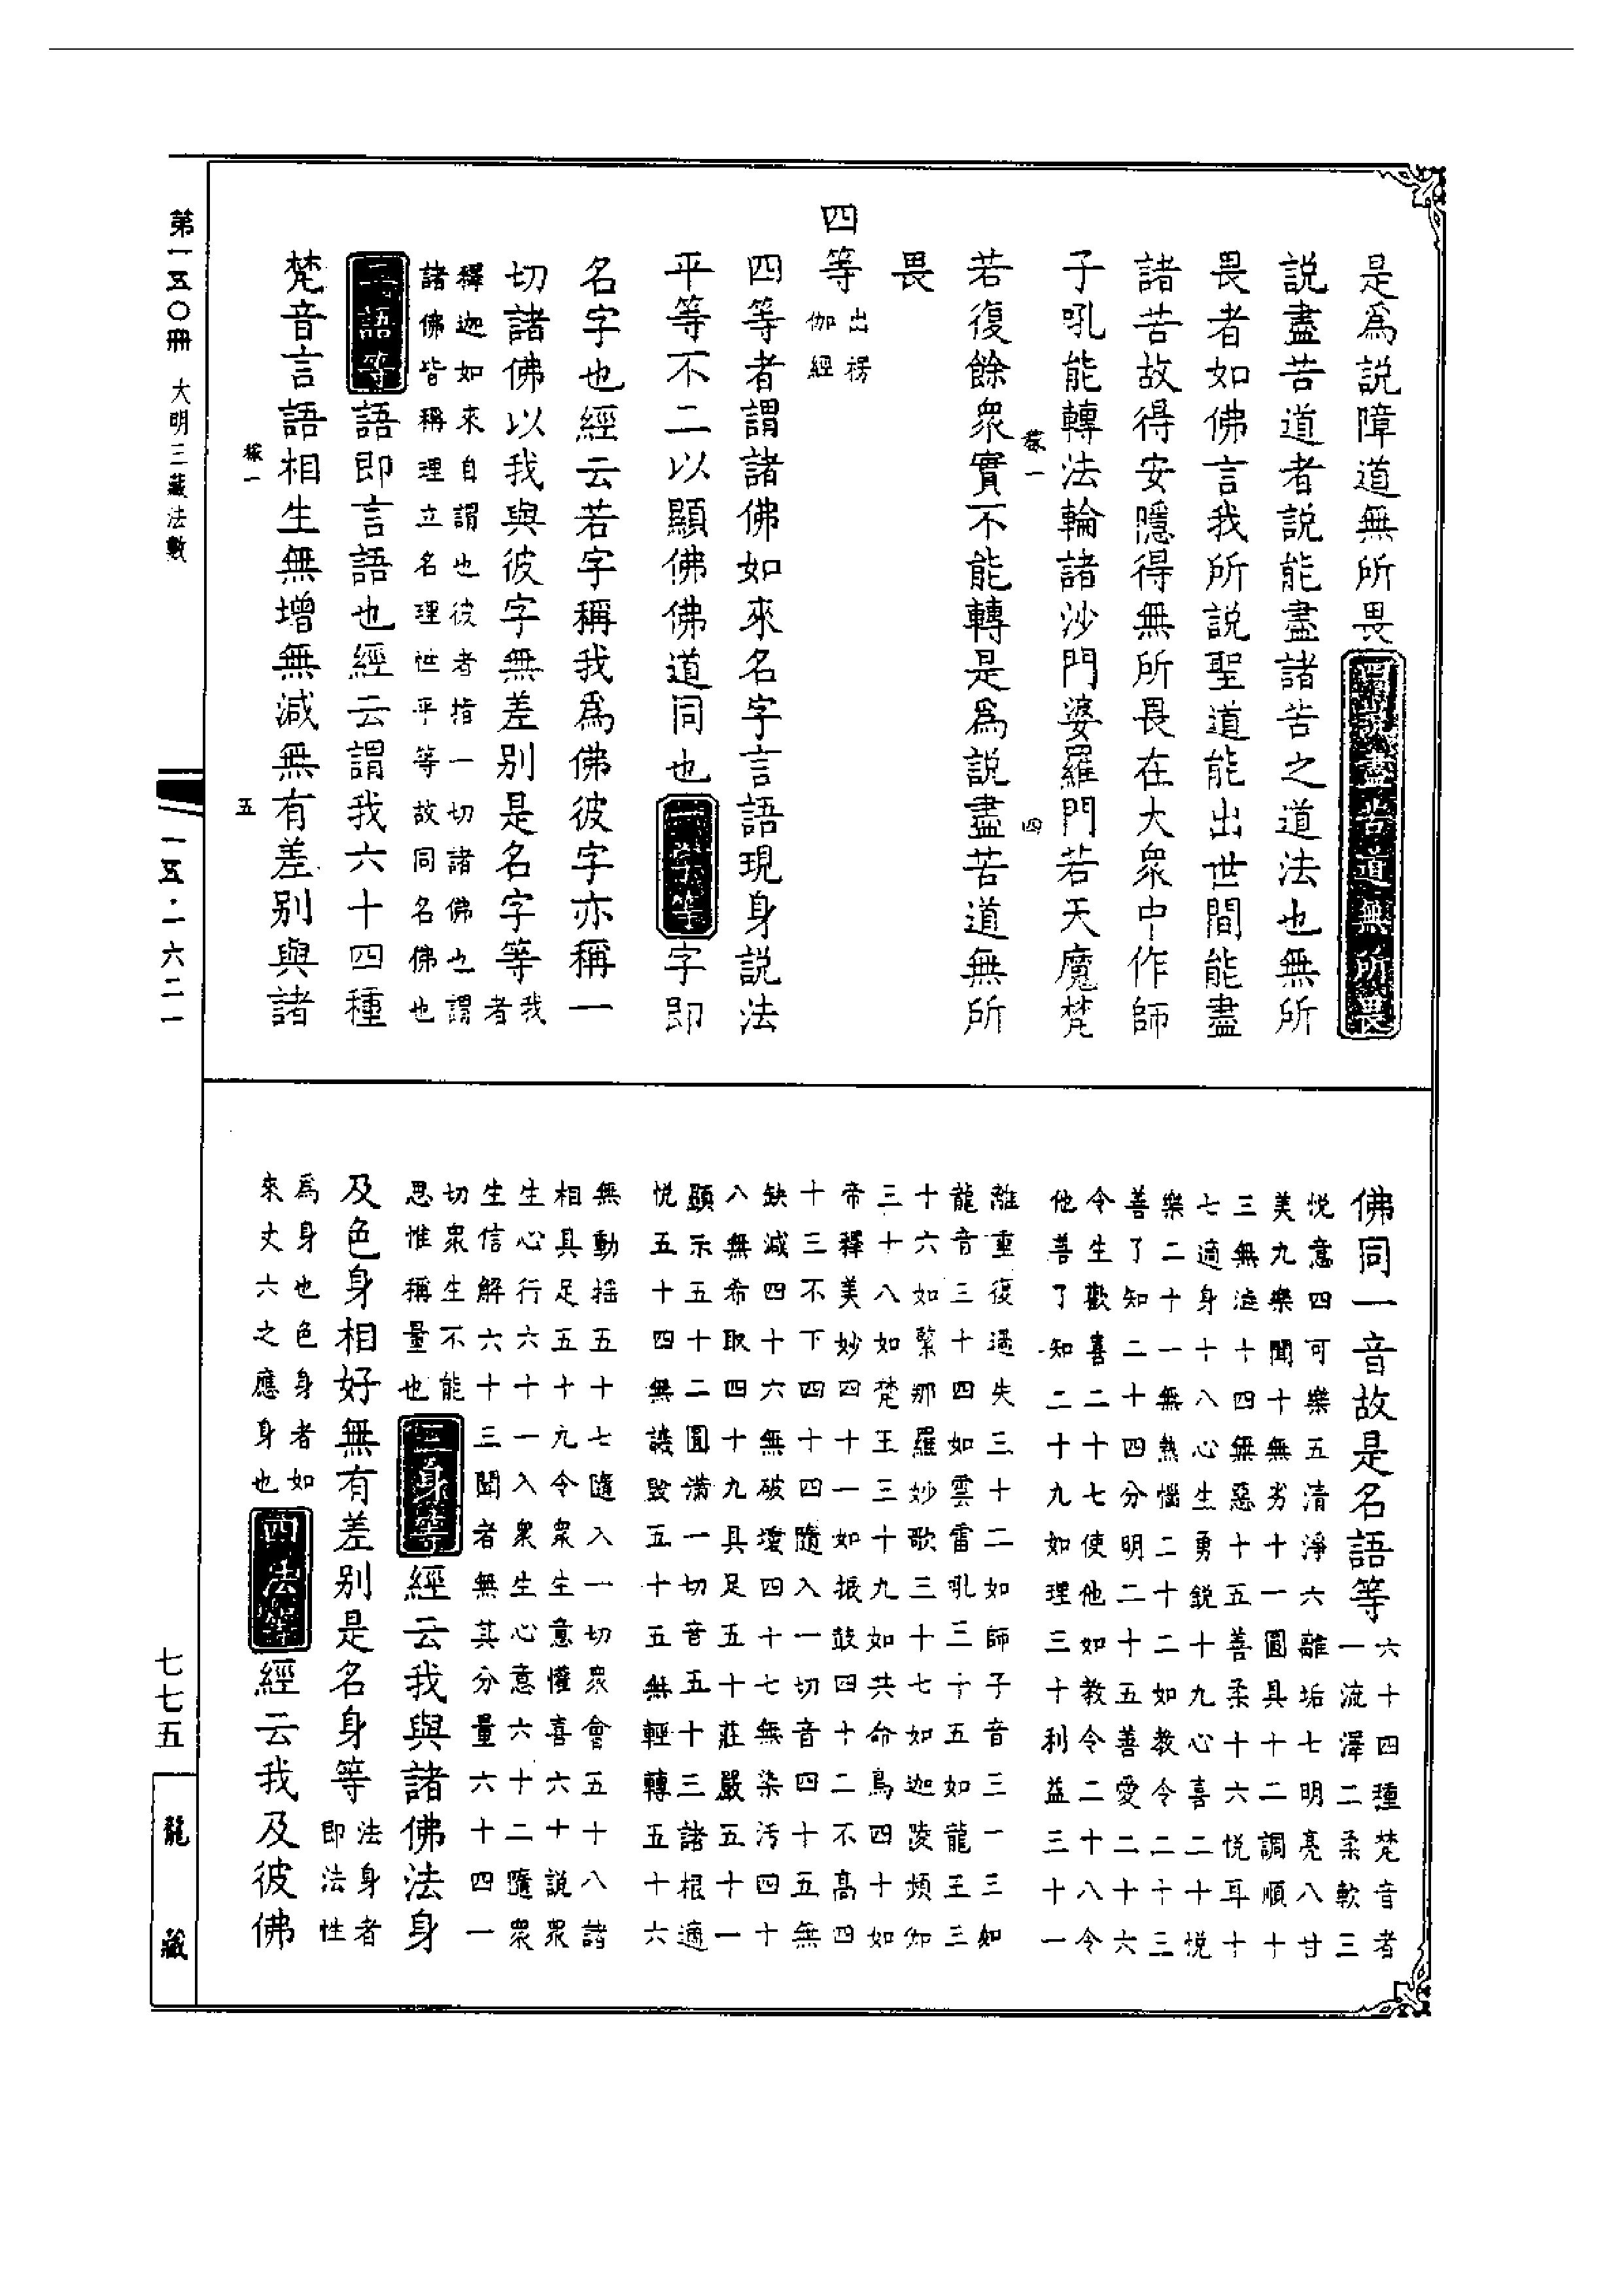 是爲説障道無所畏四説盡苦道無所畏
説盡苦道者説能盡諸苦之道法也無所
畏者如佛言我所説聖道能出世間能盡
諸苦故得安隱得無所畏在大衆中作師
子吼能轉法輪諸沙門婆羅門若天魔梵
稼一 四
若復餘衆實不能轉是爲説盡苦道無所
畏
四等出楞
伽經
四等者謂諸佛如來名字言語現身説法
平等不二以顯佛佛道同也一字等字即
名字也經云若字稱我爲佛彼字亦稱一
切諸佛以我與彼字無差別是名字等我
者
釋迦如來自謂也彼者指一切諸佛也謂
諸佛皆稱理立名理世平等故同名佛也
二語等語即言語也經云謂我六十四種
梵音言語相生無增無減無有差別與諸
稼一 五
佛同一音故是名語等六十四種梵音者
一流澤二柔軟三
悦意四可樂五清淨六離垢七明亮八甘
美九樂聞十無劣十一圓具十二調順十
三無澁十四無惡十五善柔十六悦耳十
七適身十八心生勇鋭十九心喜二十悦
樂二十一無熱惱二十二如教令二十三
善了知二十四分明二十五善愛二十六
令生歡喜二十七使他如教令二十八令
他善了知二十九如理三十利益三十一
離重復過失三十二如師子音三十三如
龍音三十四如雲雷吼三十五如龍王三
十六如緊那羅妙歌三十七如迦陵頻伽
三十八如梵王三十九如共命鳥四十如
帝釋美妙四十一如振鼓四十二不高四
十三不下四十四隨入一切音四十五無
缺減四十六無破壞四十七無染汚四十
八無希取四十九具足五十莊嚴五十一
顯示五十二圓滿一切音五十三諸根適
悦五十四無譏毁五十五無輕轉五十六
無動搖五十七隨入一切衆會五十八諸
相具足五十九令衆生意懽喜六十説衆
生心行六十一入衆生心意六十二隨衆
生信解六十三聞者無其分量六十四一
切衆生不能
思惟稱量也三身等經云我與諸佛法身
及色身相好無有差別是名身等法身者
即法性
爲身也色身者如
來丈六之應身也四法等經云我及彼佛
第一五〇冊 大明三藏法數
一五·一六二一
七七五
龍藏